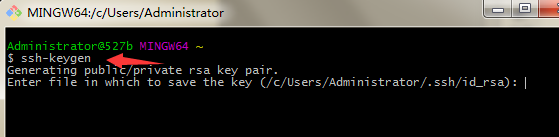 MINGW64:/c/Users/Administrator
Administrator@527b MINGW64 ~
$ ssh-keygen
Generating public/private rsa key pair.
Enter file in which to save the key (/c/Users/Administrator/.ssh/id_rsa):